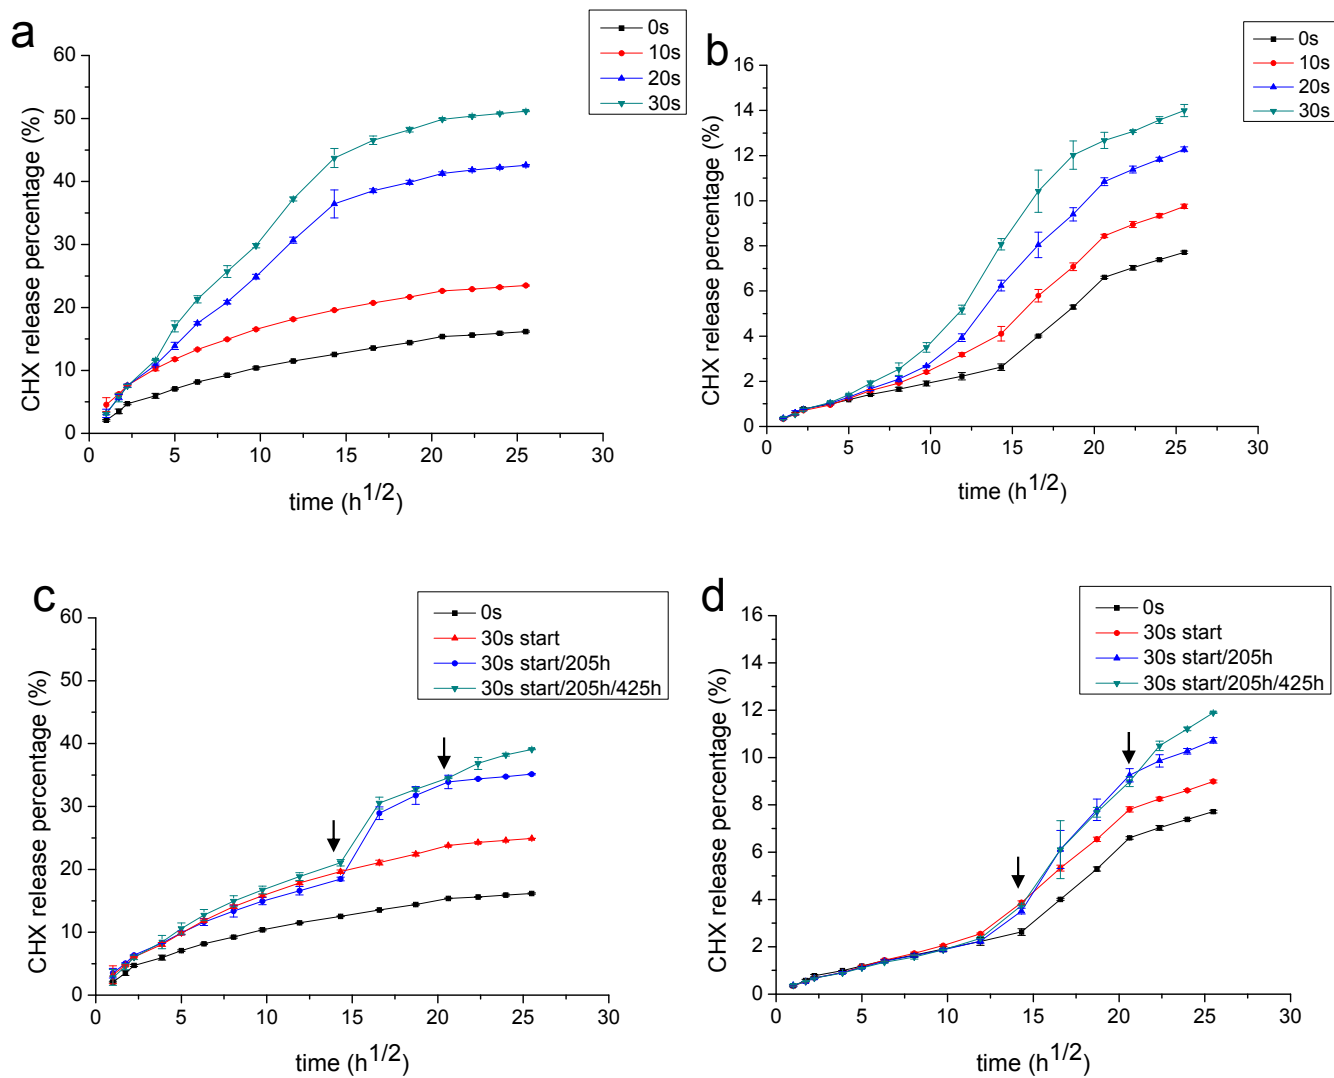 a
0s
10s
20s
30s
CHX release percentage (%)
60
50
40
30
20
10
0
0 5 10 15 20 25 30
time (h1/2)
b
0s
10s
20s
30s
CHX release percentage (%)
16
14
12
10
8
6
4
2
0
0 5 10 15 20 25 30
time (h1/2)
c
0s
30s start
30s start/205h
30s start/205h/425h
CHX release percentage (%)
60
50
40
30
20
10
0
0 5 10 15 20 25 30
time (h1/2)
d
0s
30s start
30s start/205h
30s start/205h/425h
CHX release percentage (%)
16
14
12
10
8
6
4
2
0
0 5 10 15 20 25 30
time (h1/2)